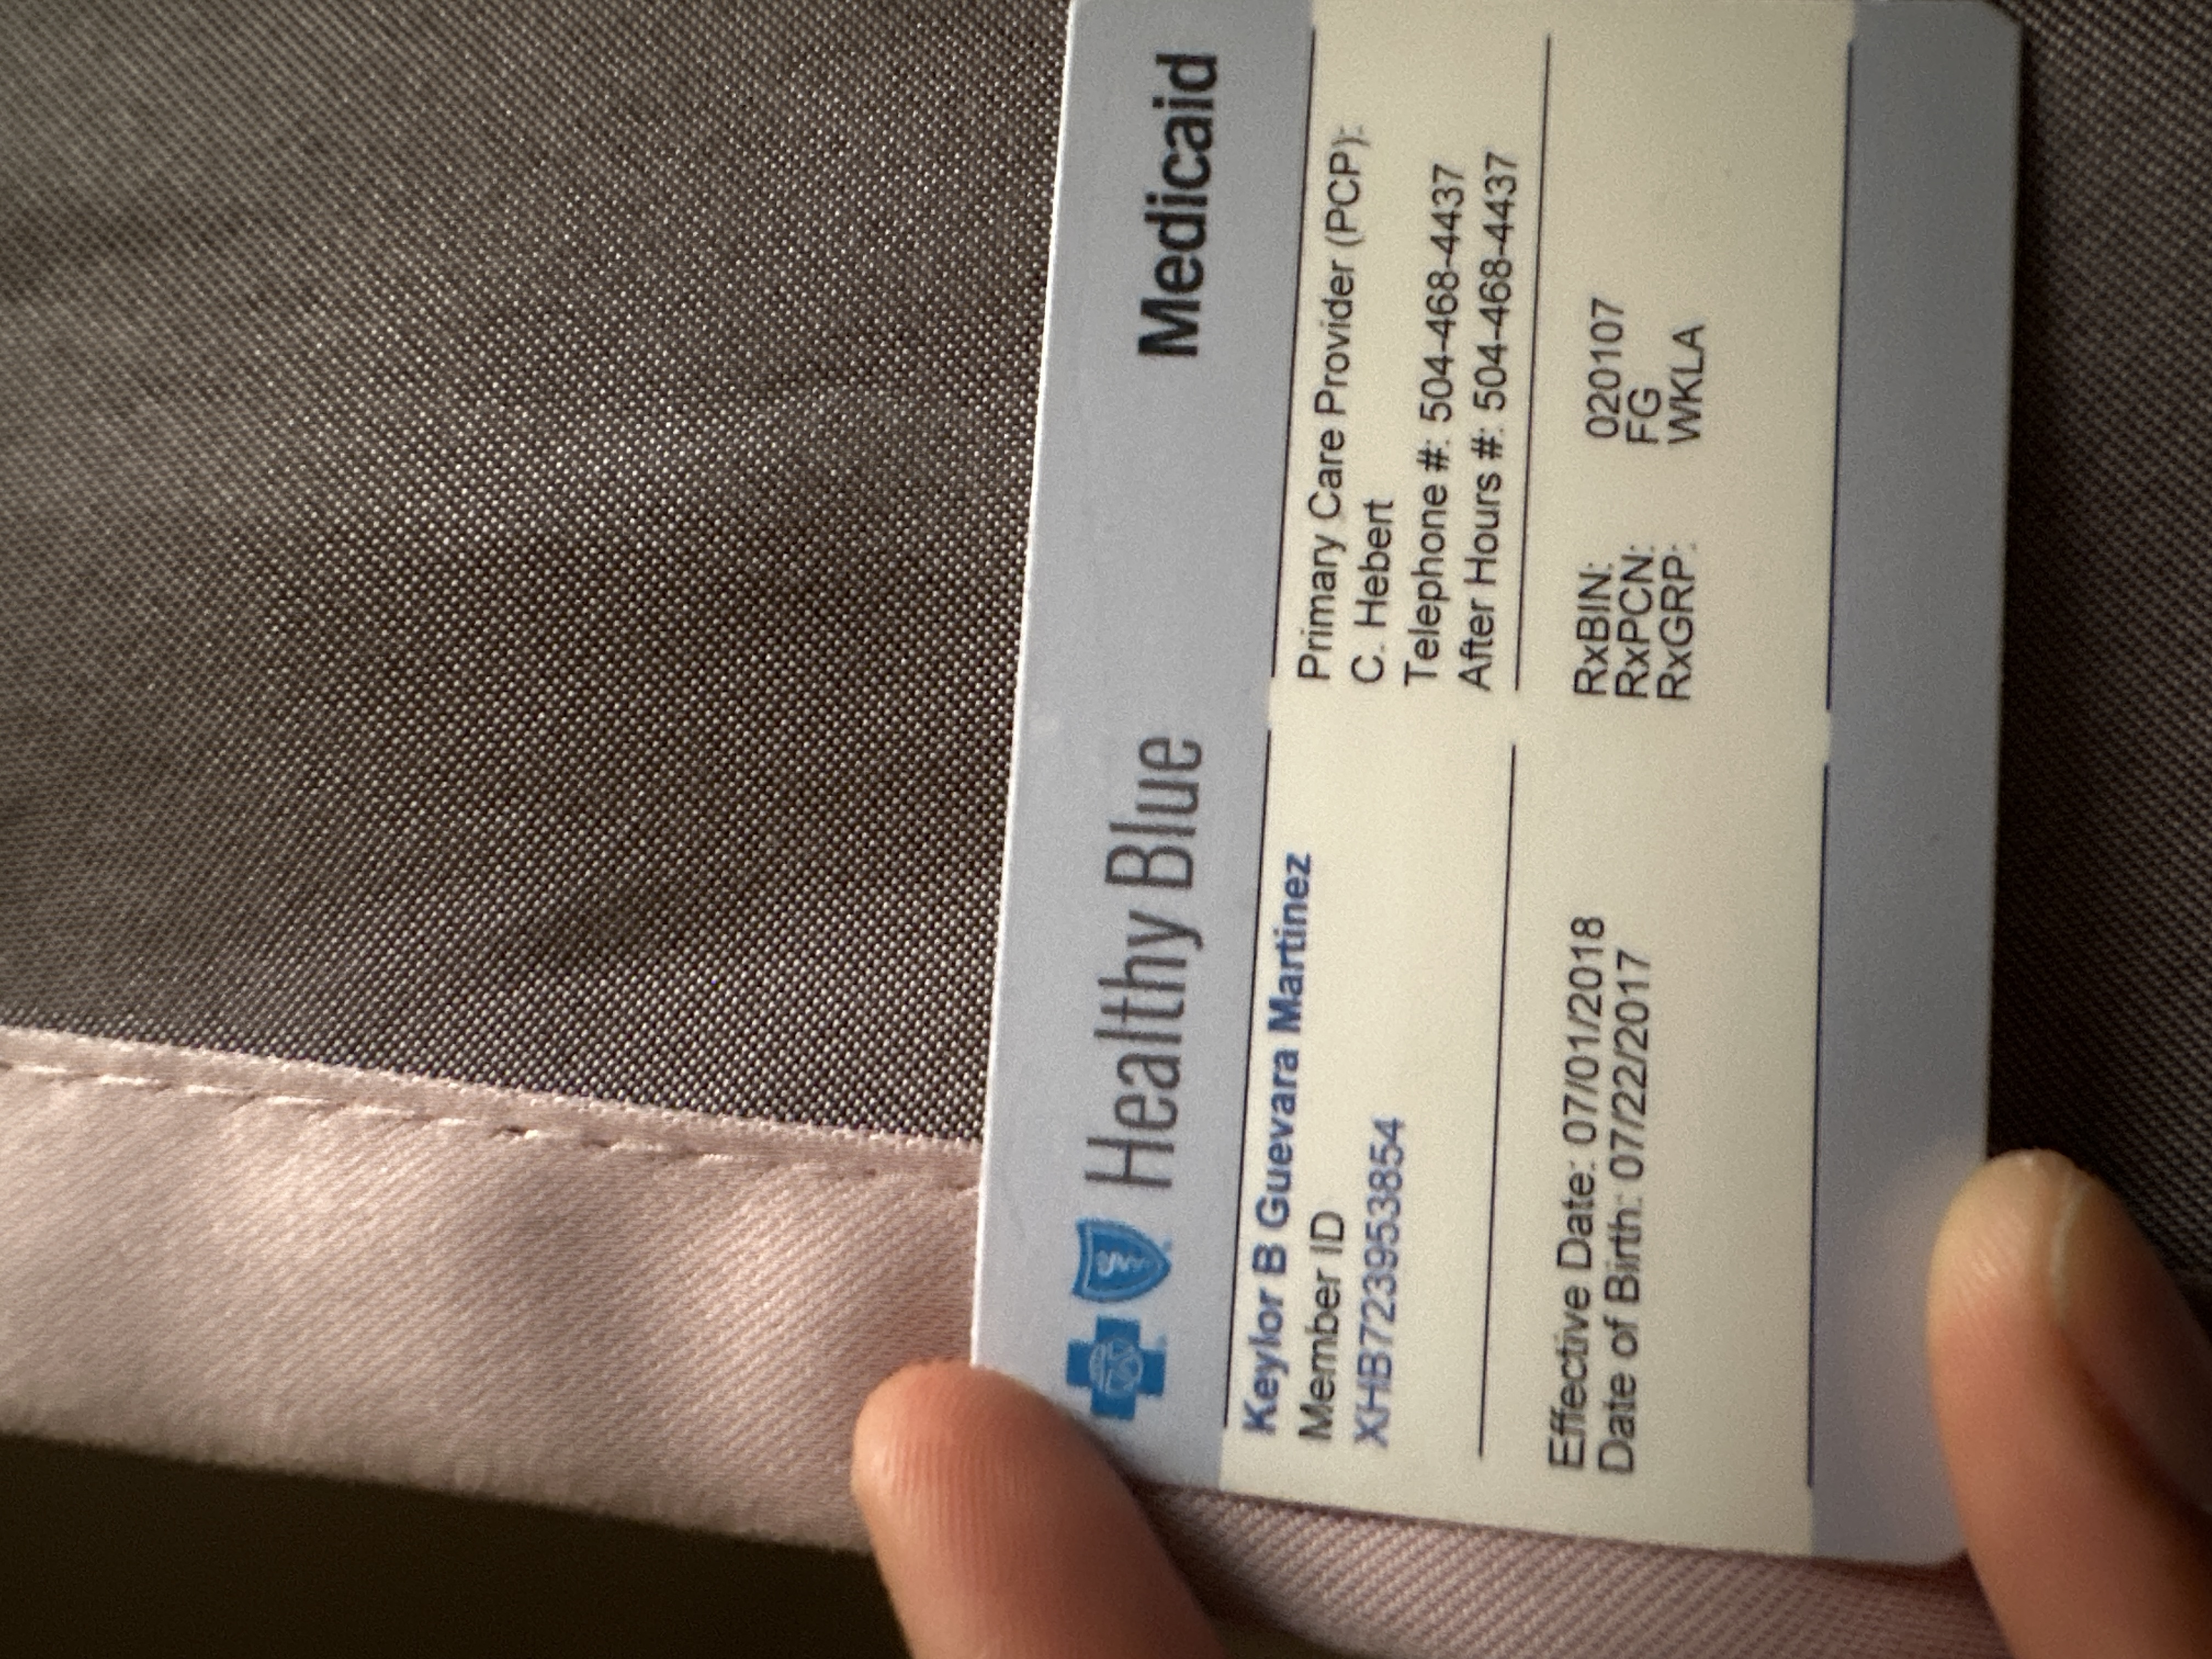 Healthy Blue
Medicaid
Keylor B Guevara Martinez
Member ID
XHB723953854
Effective Date: 07/01/2018
Date of Birth: 07/22/2017
Primary Care Provider (PCP):
C. Hebert
Telephone #: 504-468-4437
After Hours #: 504-468-4437
RxBIN: 020107
RxPCN: FG
RxGRP: WKLA